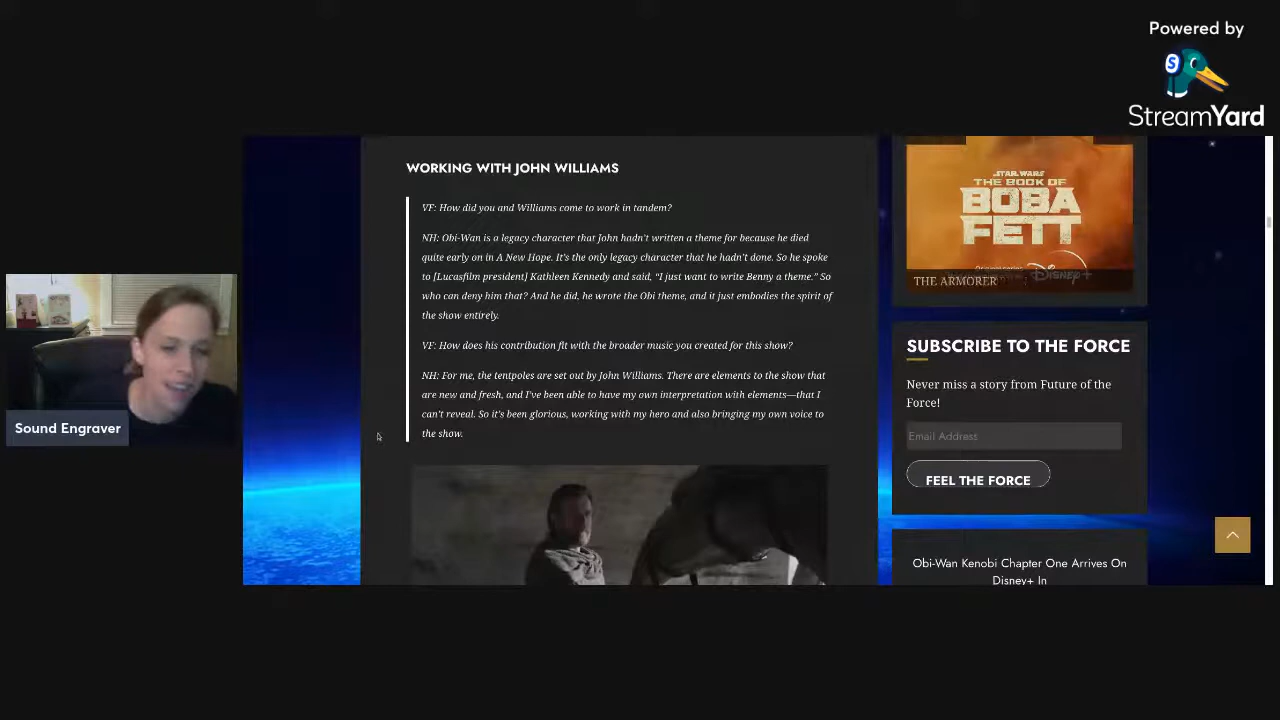 Powered by
S
StreamYard
WORKING WITH JOHN WILLIAMS
VF: How did you and Williams come to work in tandem?
NH: Obi-Wan is a legacy character that John hadn't written a theme for because he died
quite early on in A New Hope. It's the only legacy character that he hadn't done. So he spoke
to [Lucasfilm president] Kathleen Kennedy and said, “I just want to write Benny a theme.” So
who can deny him that? And he did, he wrote the Obi theme, and it just embodies the spirit of
the show entirely.
VF: How does his contribution fit with the broader music you created for this show?
NH: For me, the tentpoles are set out by John Williams. There are elements to the show that
are new and fresh, and I've been able to have my own interpretation with elements—that I
can't reveal. So it's been glorious, working with my hero and also bringing my own voice to
the show.
STAR WARS
THE BOOK OF
BOBA
FETT
Disney+
THE ARMORER
SUBSCRIBE TO THE FORCE
Never miss a story from Future of the
Force!
Email Address
FEEL THE FORCE
Obi-Wan Kenobi Chapter One Arrives On
Disney+ In
Sound Engraver